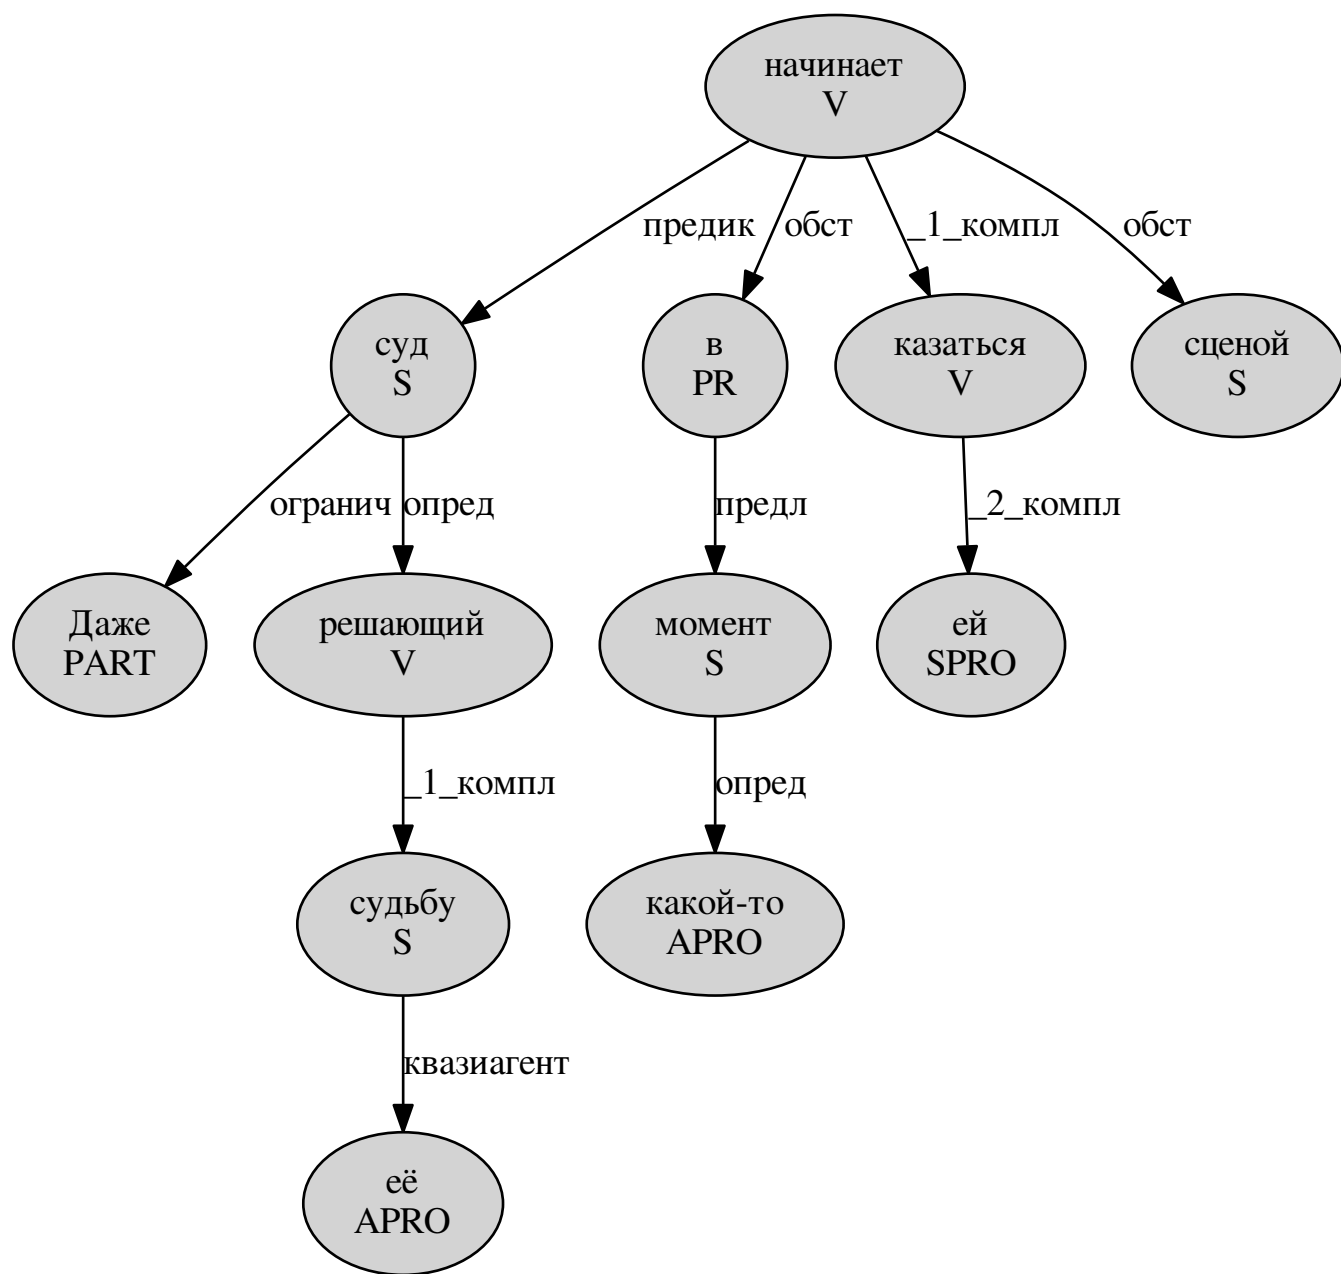 начинает
V
предик
обст
_1_компл
обст
суд
S
в
PR
казаться
V
сценой
S
огранич
опред
предл
_2_компл
Даже
PART
решающий
V
момент
S
ей
SPRO
_1_компл
опред
судьбу
S
какой-то
APRO
квазиагент
её
APRO